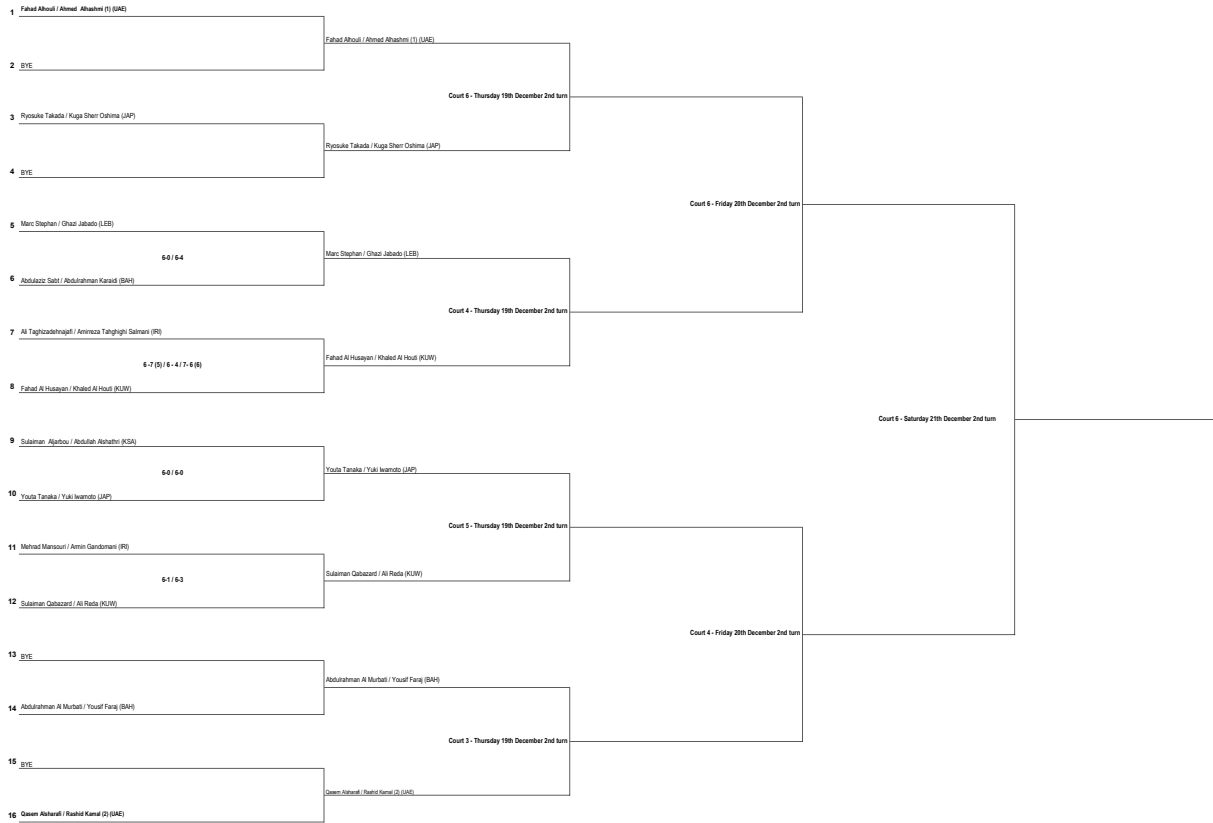 1 Fahad Alhouli / Ahmed Alhashmi (1) (UAE)
Fahad Alhouli / Ahmed Alhashmi (1) (UAE)
2 BYE
Court 6 - Thursday 19th December 2nd turn
3 Ryosuke Takada / Kuga Sherr Oshima (JAP)
Ryosuke Takada / Kuga Sherr Oshima (JAP)
4 BYE
Court 6 - Friday 20th December 2nd turn
5 Marc Stephan / Ghazi Jabado (LEB)
6-0 / 6-4
Marc Stephan / Ghazi Jabado (LEB)
6 Abdulaziz Sabt / Abdulrahman Karaidi (BAH)
Court 4 - Thursday 19th December 2nd turn
7 Ali Taghizadehnajafi / Amirreza Tahghighi Salmani (IRI)
6 -7 (5) / 6 - 4 / 7- 6 (6)
Fahad Al Husayan / Khaled Al Houti (KUW)
8 Fahad Al Husayan / Khaled Al Houti (KUW)
Court 6 - Saturday 21th December 2nd turn
9 Sulaiman Aljarbou / Abdullah Alshathri (KSA)
6-0 / 6-0
Youta Tanaka / Yuki Iwamoto (JAP)
10 Youta Tanaka / Yuki Iwamoto (JAP)
Court 5 - Thursday 19th December 2nd turn
11 Mehrad Mansouri / Armin Gandomani (IRI)
6-1 / 6-3
Sulaiman Qabazard / Ali Reda (KUW)
12 Sulaiman Qabazard / Ali Reda (KUW)
Court 4 - Friday 20th December 2nd turn
13 BYE
Abdulrahman Al Murbati / Yousif Faraj (BAH)
14 Abdulrahman Al Murbati / Yousif Faraj (BAH)
Court 3 - Thursday 19th December 2nd turn
15 BYE
Qasem Alsharafi / Rashid Kamal (2) (UAE)
16 Qasem Alsharafi / Rashid Kamal (2) (UAE)